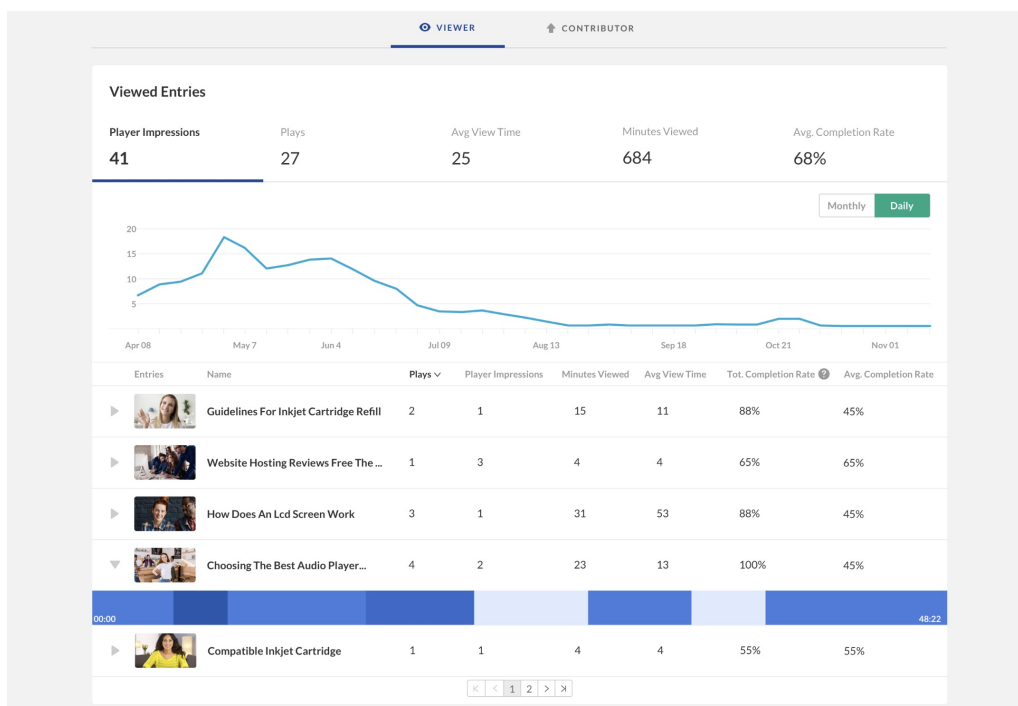 VIEWER CONTRIBUTOR
Viewed Entries
Player Impressions Plays Avg View Time Minutes Viewed Avg. Completion Rate
41 27 25 684 68%
Monthly Daily
20
15
10
5
Apr 08 May 7 Jun 4 Jul 09 Aug 13 Sep 18 Oct 21 Nov 01
Entries Name Plays Player Impressions Minutes Viewed Avg View Time Tot. Completion Rate ? Avg. Completion Rate
Guidelines For Inkjet Cartridge Refill 2 1 15 11 88% 45%
Website Hosting Reviews Free The ... 1 3 4 4 65% 65%
How Does An Lcd Screen Work 3 1 31 53 88% 45%
Choosing The Best Audio Player... 4 2 23 13 100% 45%
00:00 48:22
Compatible Inkjet Cartridge 1 1 4 4 55% 55%
1 2